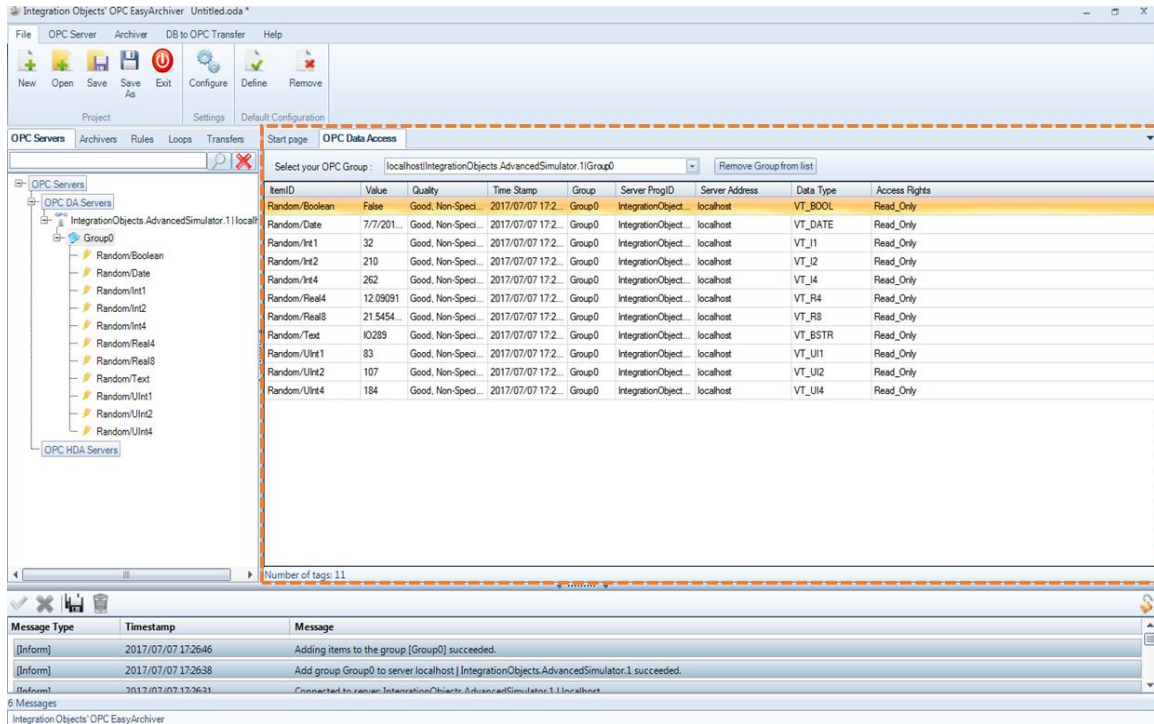 Integration Objects' OPC EasyArchiver Untitled.oda *
File OPC Server Archiver DB to OPC Transfer Help
New Open Save Save As Exit Configure Define Remove
Project Settings Default Configuration
OPC Servers Archivers Rules Loops Transfers
OPC Servers
OPC DA Servers
IntegrationObjects.AdvancedSimulator.1 | localh
Group0
Random/Boolean
Random/Date
Random/Int1
Random/Int2
Random/Int4
Random/Real4
Random/Real8
Random/Text
Random/UInt1
Random/UInt2
Random/UInt4
OPC HDA Servers
Start page OPC Data Access
Select your OPC Group : localhost|IntegrationObjects.AdvancedSimulator.1|Group0 Remove Group from list
ItemID Value Quality Time Stamp Group Server ProgID Server Address Data Type Access Rights
Random/Boolean False Good, Non-Speci... 2017/07/07 17:2... Group0 IntegrationObject... localhost VT_BOOL Read_Only
Random/Date 7/7/201... Good, Non-Speci... 2017/07/07 17:2... Group0 IntegrationObject... localhost VT_DATE Read_Only
Random/Int1 32 Good, Non-Speci... 2017/07/07 17:2... Group0 IntegrationObject... localhost VT_I1 Read_Only
Random/Int2 210 Good, Non-Speci... 2017/07/07 17:2... Group0 IntegrationObject... localhost VT_I2 Read_Only
Random/Int4 262 Good, Non-Speci... 2017/07/07 17:2... Group0 IntegrationObject... localhost VT_I4 Read_Only
Random/Real4 12.09091 Good, Non-Speci... 2017/07/07 17:2... Group0 IntegrationObject... localhost VT_R4 Read_Only
Random/Real8 21.5454... Good, Non-Speci... 2017/07/07 17:2... Group0 IntegrationObject... localhost VT_R8 Read_Only
Random/Text IO289 Good, Non-Speci... 2017/07/07 17:2... Group0 IntegrationObject... localhost VT_BSTR Read_Only
Random/UInt1 83 Good, Non-Speci... 2017/07/07 17:2... Group0 IntegrationObject... localhost VT_UI1 Read_Only
Random/UInt2 107 Good, Non-Speci... 2017/07/07 17:2... Group0 IntegrationObject... localhost VT_UI2 Read_Only
Random/UInt4 184 Good, Non-Speci... 2017/07/07 17:2... Group0 IntegrationObject... localhost VT_UI4 Read_Only
Number of tags: 11
Message Type Timestamp Message
[Inform] 2017/07/07 17:26:46 Adding items to the group [Group0] succeeded.
[Inform] 2017/07/07 17:26:38 Add group Group0 to server localhost | IntegrationObjects.AdvancedSimulator.1 succeeded.
[Inform] 2017/07/07 17:26:31 Connected to server: IntegrationObjects.AdvancedSimulator.1 | localhost
6 Messages
Integration Objects' OPC EasyArchiver